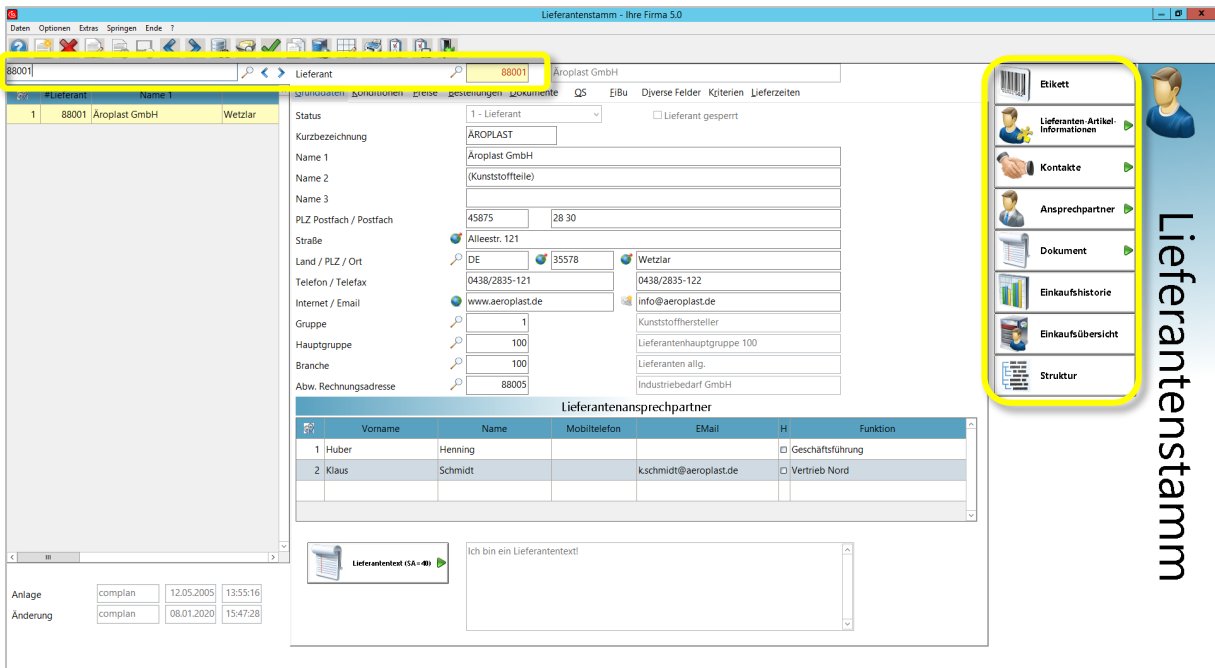 Lieferantenstamm - Ihre Firma 5.0
Daten Optionen Extras Springen Ende ?
88001 Lieferant 88001 Äroplast GmbH
#Lieferant Name 1
1 88001 Äroplast GmbH Wetzlar
Grunddaten Konditionen Preise Bestellungen Dokumente QS FiBu Diverse Felder Kriterien Lieferzeiten
Status 1 - Lieferant Lieferant gesperrt
Kurzbezeichnung ÄROPLAST
Name 1 Äroplast GmbH
Name 2 (Kunststoffteile)
Name 3
PLZ Postfach / Postfach 45875 28 30
Straße Alleestr. 121
Land / PLZ / Ort DE 35578 Wetzlar
Telefon / Telefax 0438/2835-121 0438/2835-122
Internet / Email www.aeroplast.de info@aeroplast.de
Gruppe 1 Kunststoffhersteller
Hauptgruppe 100 Lieferantenhauptgruppe 100
Branche 100 Lieferanten allg.
Abw. Rechnungsadresse 88005 Industriebedarf GmbH
Lieferantenansprechpartner
Vorname Name Mobiltelefon EMail H Funktion
1 Huber Henning Geschäftsführung
2 Klaus Schmidt k.schmidt@aeroplast.de Vertrieb Nord
Lieferantentext (SA=40) Ich bin ein Lieferantentext!
Anlage complan 12.05.2005 13:55:16
Änderung complan 08.01.2020 15:47:28
Etikett
Lieferanten-Artikel-
Informationen
Kontakte
Ansprechpartner
Dokument
Einkaufshistorie
Einkaufsübersicht
Struktur
Lieferantenstamm